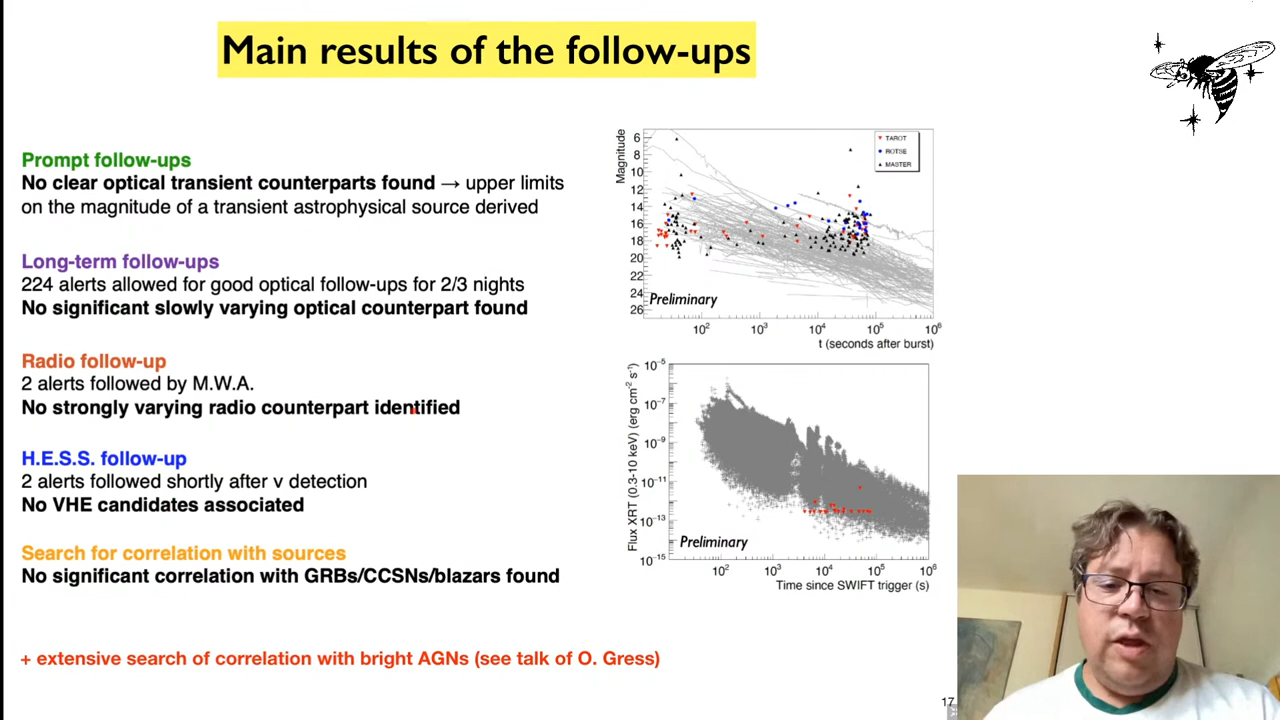 Main results of the follow-ups
Prompt follow-ups
No clear optical transient counterparts found → upper limits
on the magnitude of a transient astrophysical source derived
Long-term follow-ups
224 alerts allowed for good optical follow-ups for 2/3 nights
No significant slowly varying optical counterpart found
Radio follow-up
2 alerts followed by M.W.A.
No strongly varying radio counterpart identified
H.E.S.S. follow-up
2 alerts followed shortly after ν detection
No VHE candidates associated
Search for correlation with sources
No significant correlation with GRBs/CCSNs/blazars found
+ extensive search of correlation with bright AGNs (see talk of O. Gress)
Magnitude
6
8
10
12
14
16
18
20
22
24
26
TAROT
ROTSE
MASTER
Preliminary
10² 10³ 10⁴ 10⁵ 10⁶
t (seconds after burst)
Flux XRT (0.3-10 keV) (erg cm⁻² s⁻¹)
10⁻⁵
10⁻⁷
10⁻⁹
10⁻¹¹
10⁻¹³
10⁻¹⁵
Preliminary
10² 10³ 10⁴ 10⁵ 10⁶
Time since SWIFT trigger (s)
17